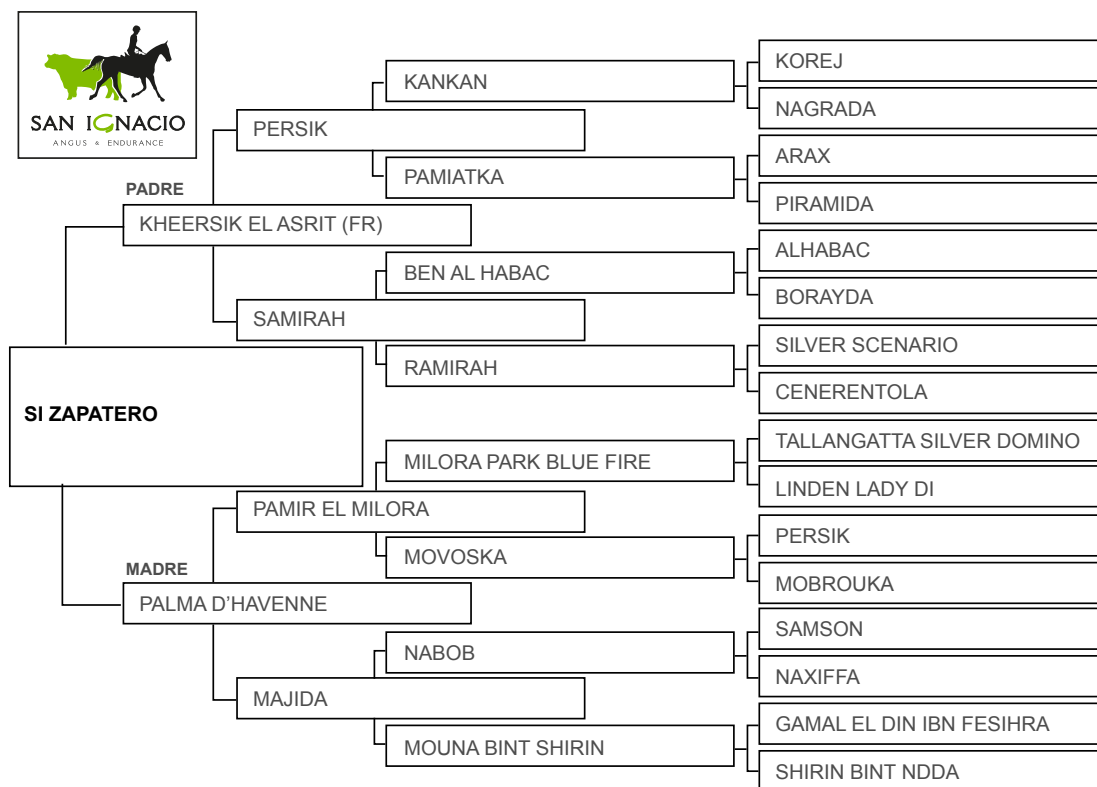 SAN IGNACIO
ANGUS & ENDURANCE
KANKAN
KOREJ
NAGRADA
PERSIK
PAMIATKA
ARAX
PIRAMIDA
PADRE
KHEERSIK EL ASRIT (FR)
BEN AL HABAC
ALHABAC
BORAYDA
SAMIRAH
RAMIRAH
SILVER SCENARIO
CENERENTOLA
SI ZAPATERO
MILORA PARK BLUE FIRE
TALLANGATTA SILVER DOMINO
LINDEN LADY DI
PAMIR EL MILORA
MOVOSKA
PERSIK
MOBROUKA
MADRE
PALMA D’HAVENNE
NABOB
SAMSON
NAXIFFA
MAJIDA
MOUNA BINT SHIRIN
GAMAL EL DIN IBN FESIHRA
SHIRIN BINT NDDA